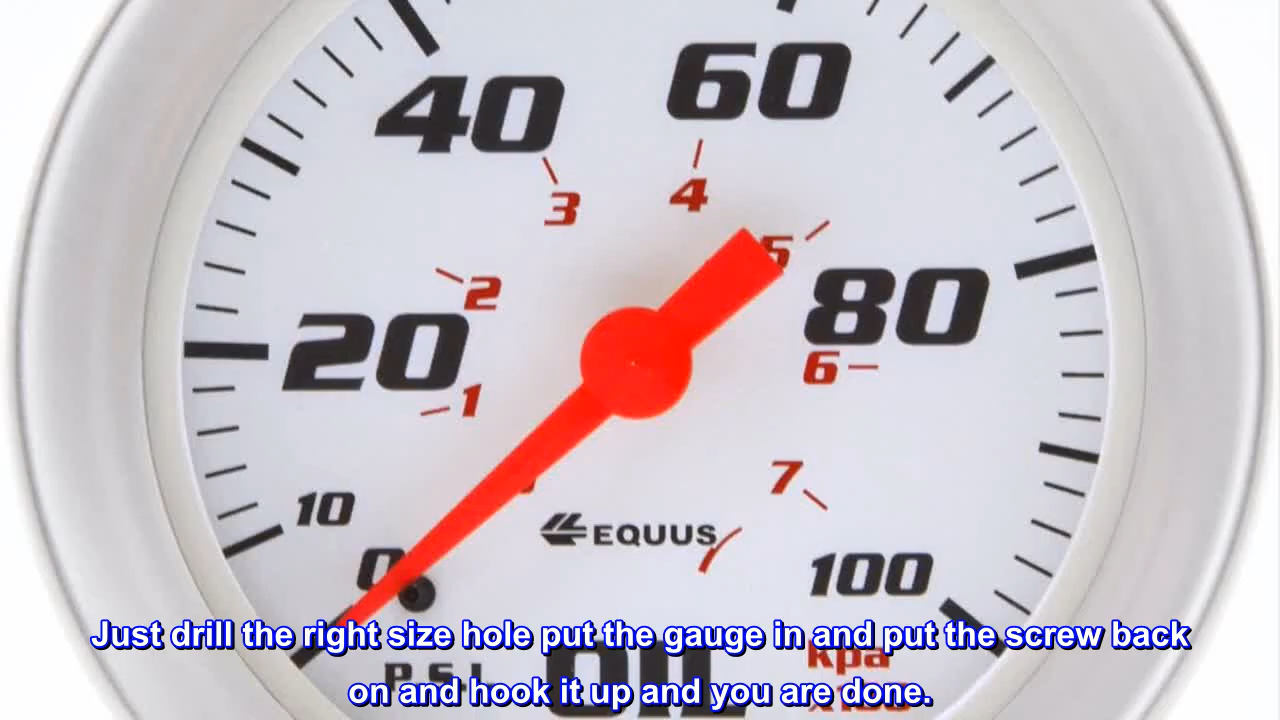 40
60
3
4
5
2
20
80
6
1
7
10
EQUUS
0
100
Just drill the right size hole put the gauge in and put the screw back
kpa
P.S.I.
OIL
on and hook it up and you are done.